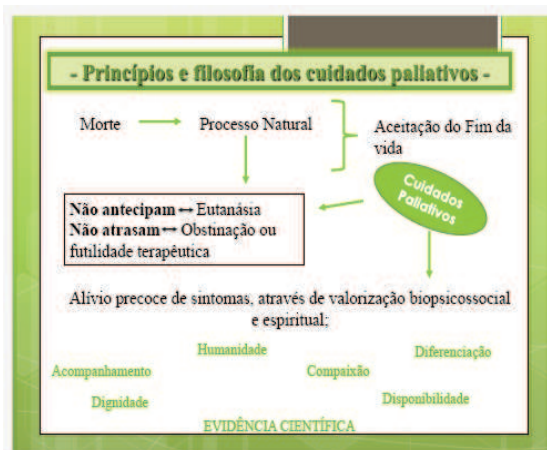 - Princípios e filosofia dos cuidados paliativos -
Morte
Processo Natural
Aceitação do Fim da
vida
Cuidados
Paliativos
Não antecipam ↔ Eutanásia
Não atrasam ↔ Obstinação ou
futilidade terapêutica
Alívio precoce de sintomas, através de valorização biopsicossocial
e espiritual;
Humanidade
Diferenciação
Acompanhamento
Compaixão
Dignidade
Disponibilidade
EVIDÊNCIA CIENTÍFICA